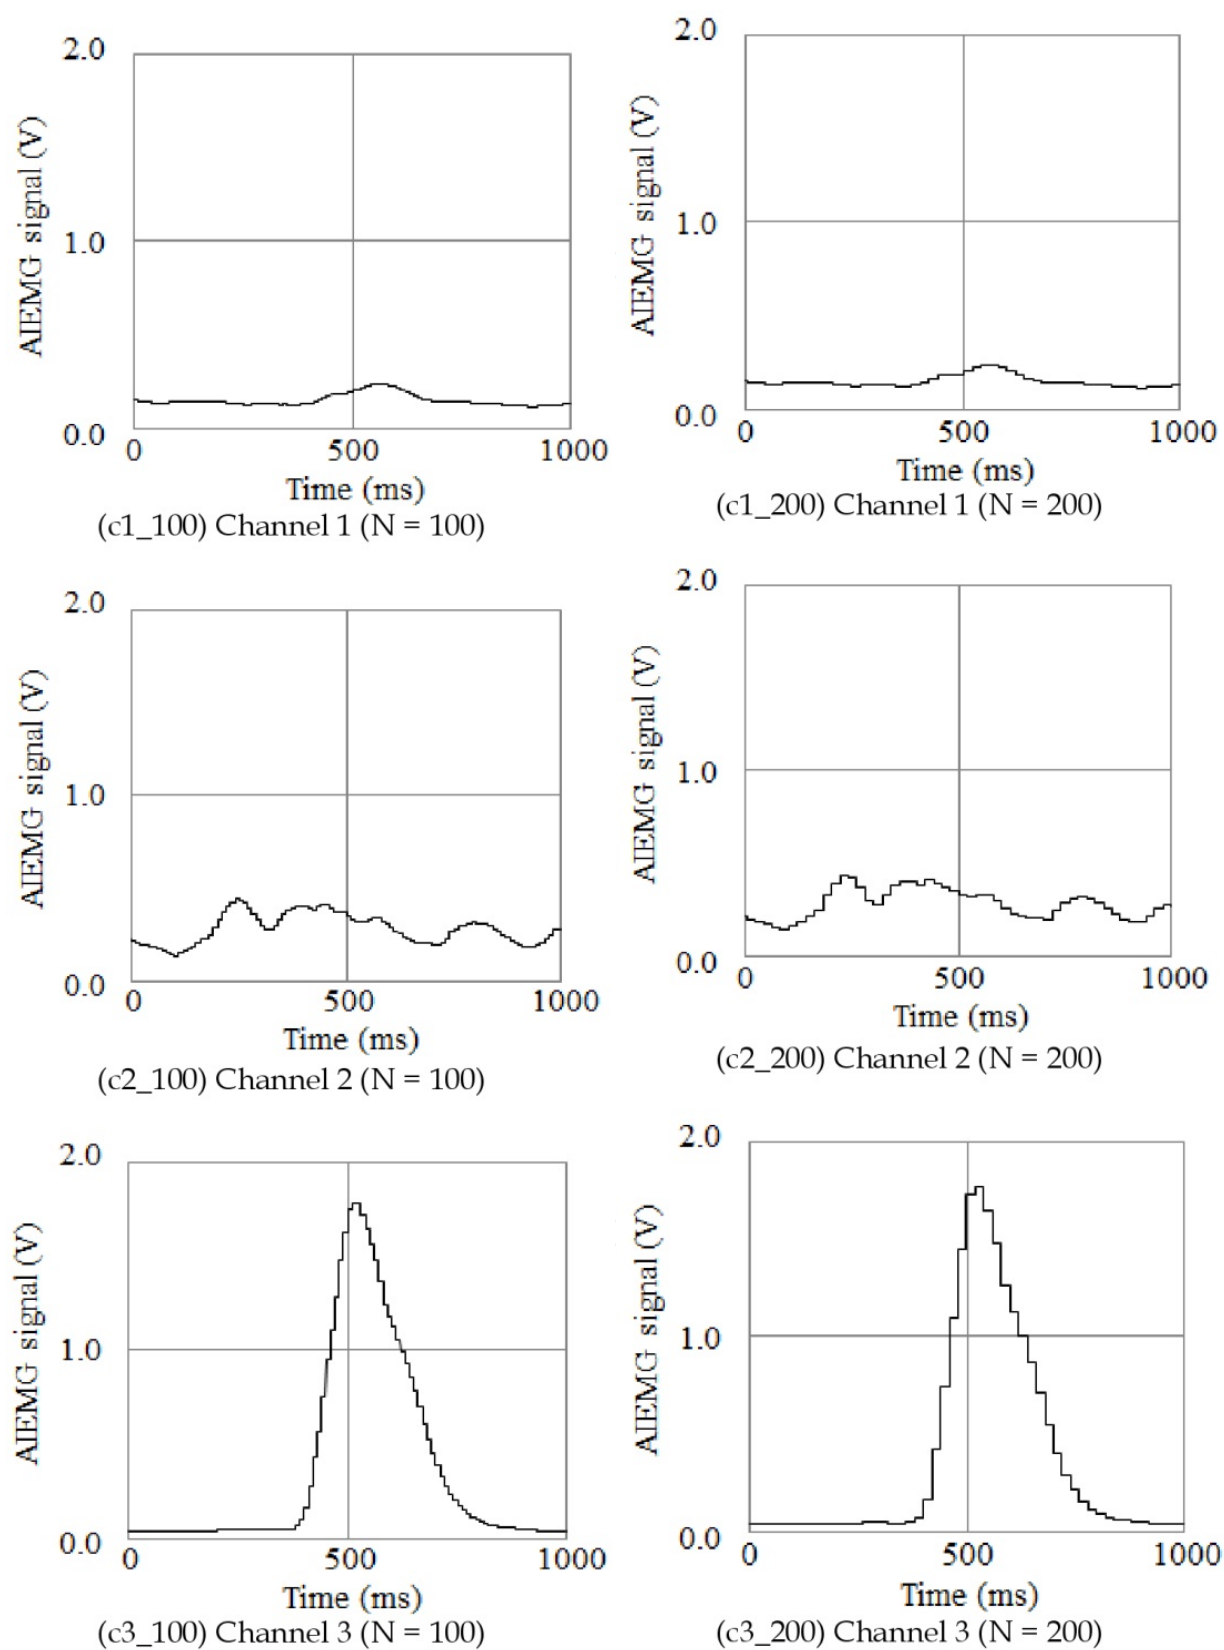 2.0
AIEMG signal (V)
1.0
0.0
0 500 1000
Time (ms)
(c1_100) Channel 1 (N = 100)
2.0
AIEMG signal (V)
1.0
0.0
0 500 1000
Time (ms)
(c1_200) Channel 1 (N = 200)
2.0
AIEMG signal (V)
1.0
0.0
0 500 1000
Time (ms)
(c2_100) Channel 2 (N = 100)
2.0
AIEMG signal (V)
1.0
0.0
0 500 1000
Time (ms)
(c2_200) Channel 2 (N = 200)
2.0
AIEMG signal (V)
1.0
0.0
0 500 1000
Time (ms)
(c3_100) Channel 3 (N = 100)
2.0
AIEMG signal (V)
1.0
0.0
0 500 1000
Time (ms)
(c3_200) Channel 3 (N = 200)